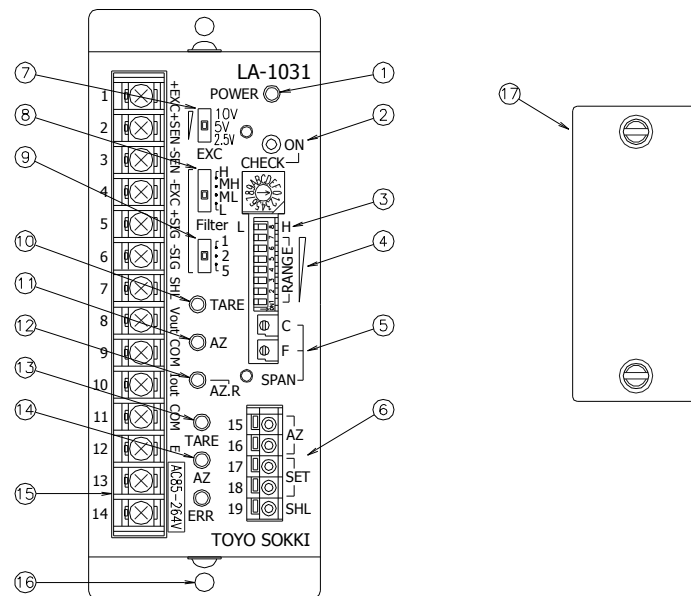 LA-1031
⑦
POWER
①
1
+EXC
10V
5V
2.5V
⑰
2
+SEN
ON
②
⑧
EXC
CHECK
3
-SEN
H
MH
ML
L
⑨
4
-EXC
L
H
③
5
+SIG
Filter
RANGE
④
6
-SIG
1
2
5
⑩
7
SHL
TARE
8
Vout
⑪
AZ
C
⑤
9
COM
F
⑫
10
Iout
AZ.R
SPAN
⑬
11
COM
TARE
15
AZ
⑥
16
⑭
12
E
AZ
17
SET
18
13
AC85-264V
ERR
19
SHL
⑮
14
TOYO SOKKI
⑯